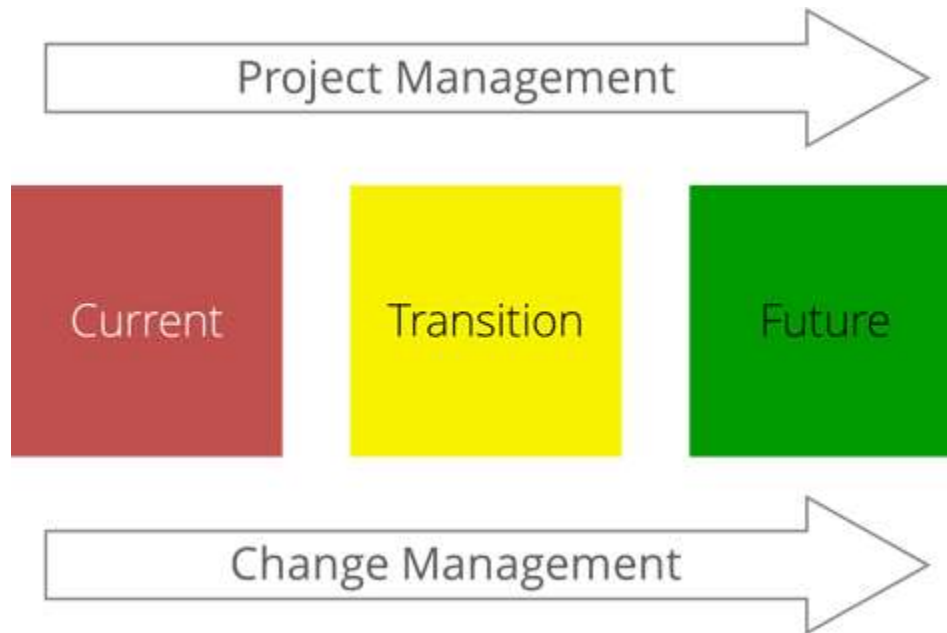 Project Management
Current
Transition
Future
Change Management